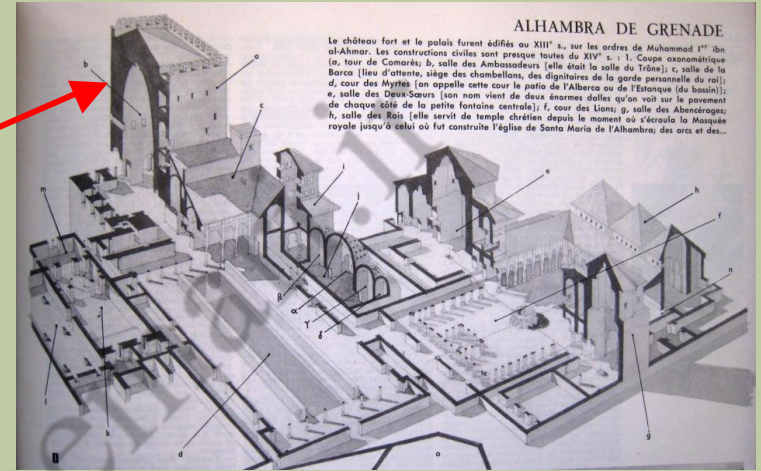 ALHAMBRA DE GRENADE
Le château fort et le palais furent édifiés au XIIIᵉ s., sur les ordres de Muhammad Iᵉʳ ibn
al-Ahmar. Les constructions civiles sont presque toutes du XIVᵉ s. : 1. Coupe axonométrique
(a, tour de Comarès; b, salle des Ambassadeurs [elle était la salle du Trône]; c, salle de la
Barca [lieu d'attente, siège des chambellans, des dignitaires de la garde personnelle du roi];
d, cour des Myrtes [on appelle cette cour le patio de l'Alberca ou de l'Estanque (du bassin)];
e, salle des Deux-Sœurs [son nom vient de deux énormes dalles qu'on voit sur le pavement
de chaque côté de la petite fontaine centrale]; f, cour des Lions; g, salle des Abencérages;
h, salle des Rois [elle servit de temple chrétien depuis le moment où s'écroula la Mosquée
royale jusqu'à celui où fut construite l'église de Santa Maria de l'Alhambra; des arcs et des...
b
a
c
m
i
j
e
h
f
β
α
γ
δ
n
l
k
d
g
1
o